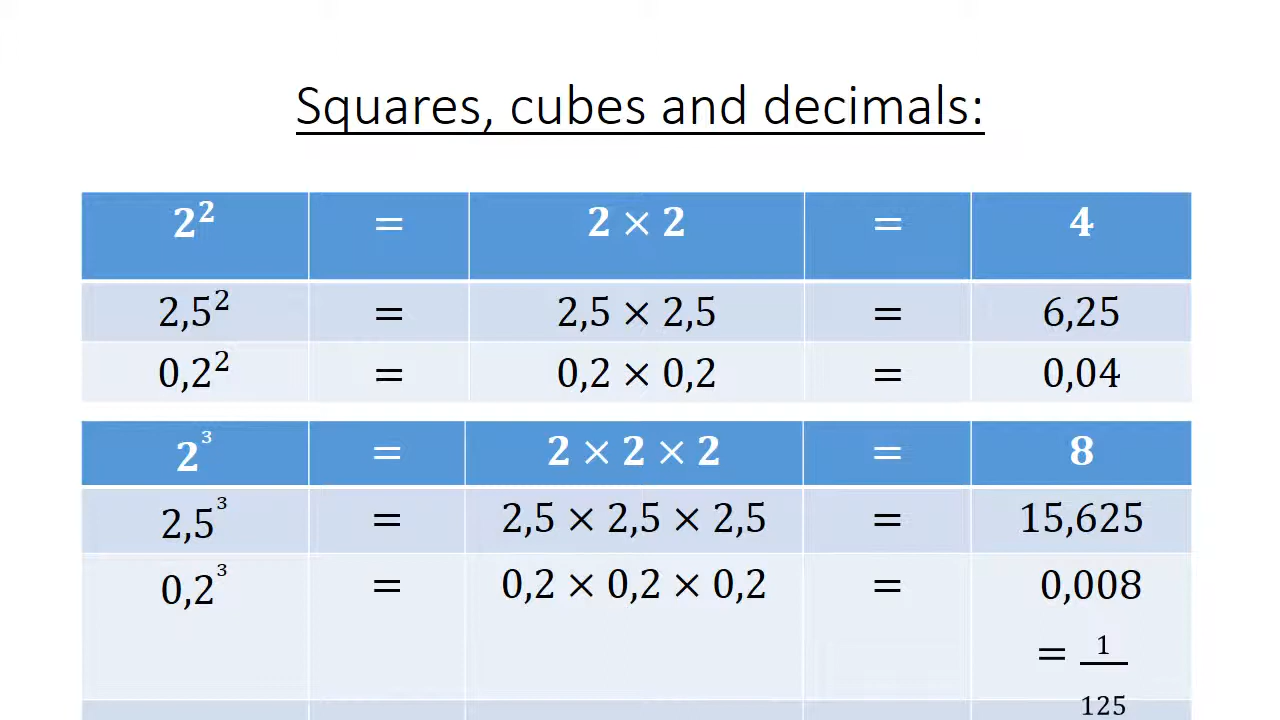 Squares, cubes and decimals:
2² = 2 × 2 = 4
2,5² = 2,5 × 2,5 = 6,25
0,2² = 0,2 × 0,2 = 0,04
2³ = 2 × 2 × 2 = 8
2,5³ = 2,5 × 2,5 × 2,5 = 15,625
0,2³ = 0,2 × 0,2 × 0,2 = 0,008
= 1
125